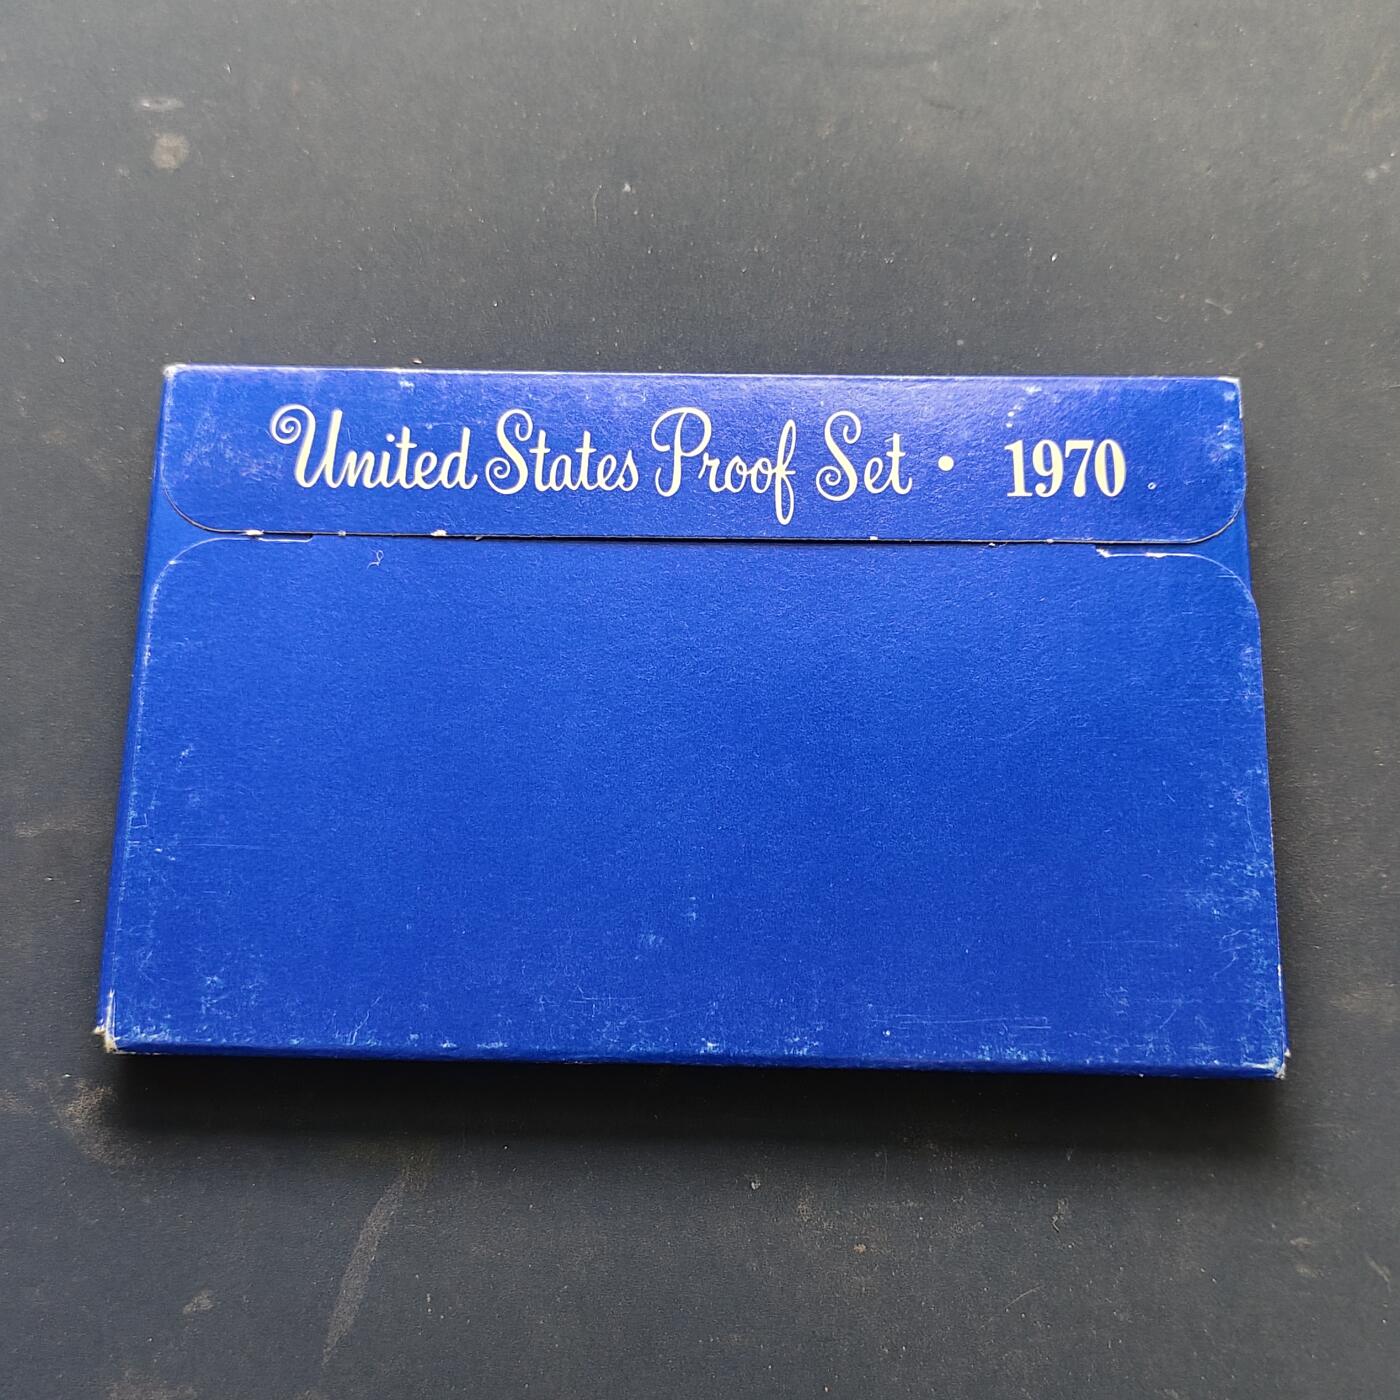 United States Proof Set • 1970